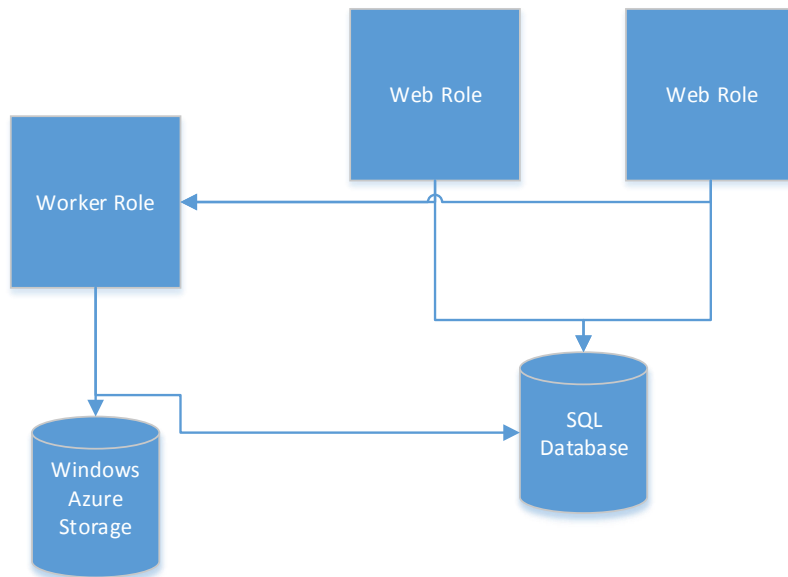 Web Role
Web Role
Worker Role
SQL
Database
Windows
Azure
Storage